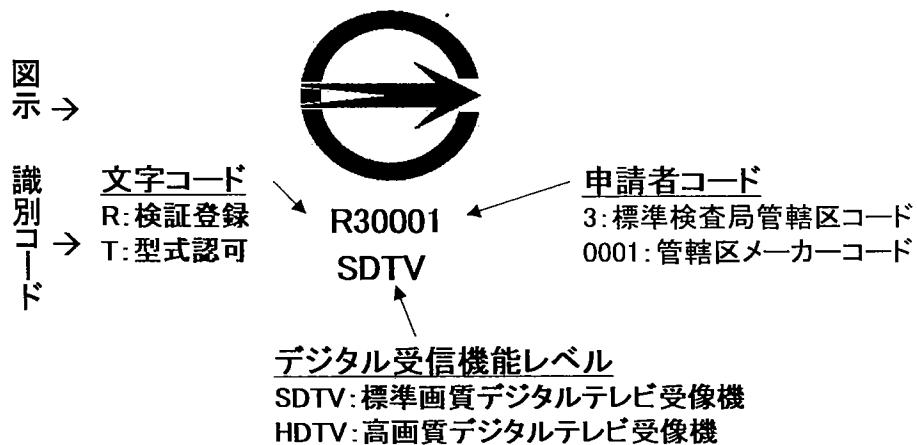 図示 →
識別コード →
文字コード
R:検証登録
T:型式認可
R30001
SDTV
申請者コード
3:標準検査局管轄区コード
0001:管轄区メーカーコード
デジタル受信機能レベル
SDTV:標準画質デジタルテレビ受像機
HDTV:高画質デジタルテレビ受像機